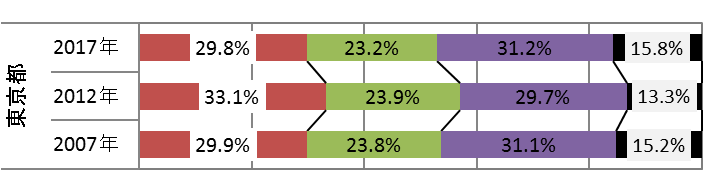 東京都
2017年 29.8% 23.2% 31.2% 15.8%
2012年 33.1% 23.9% 29.7% 13.3%
2007年 29.9% 23.8% 31.1% 15.2%